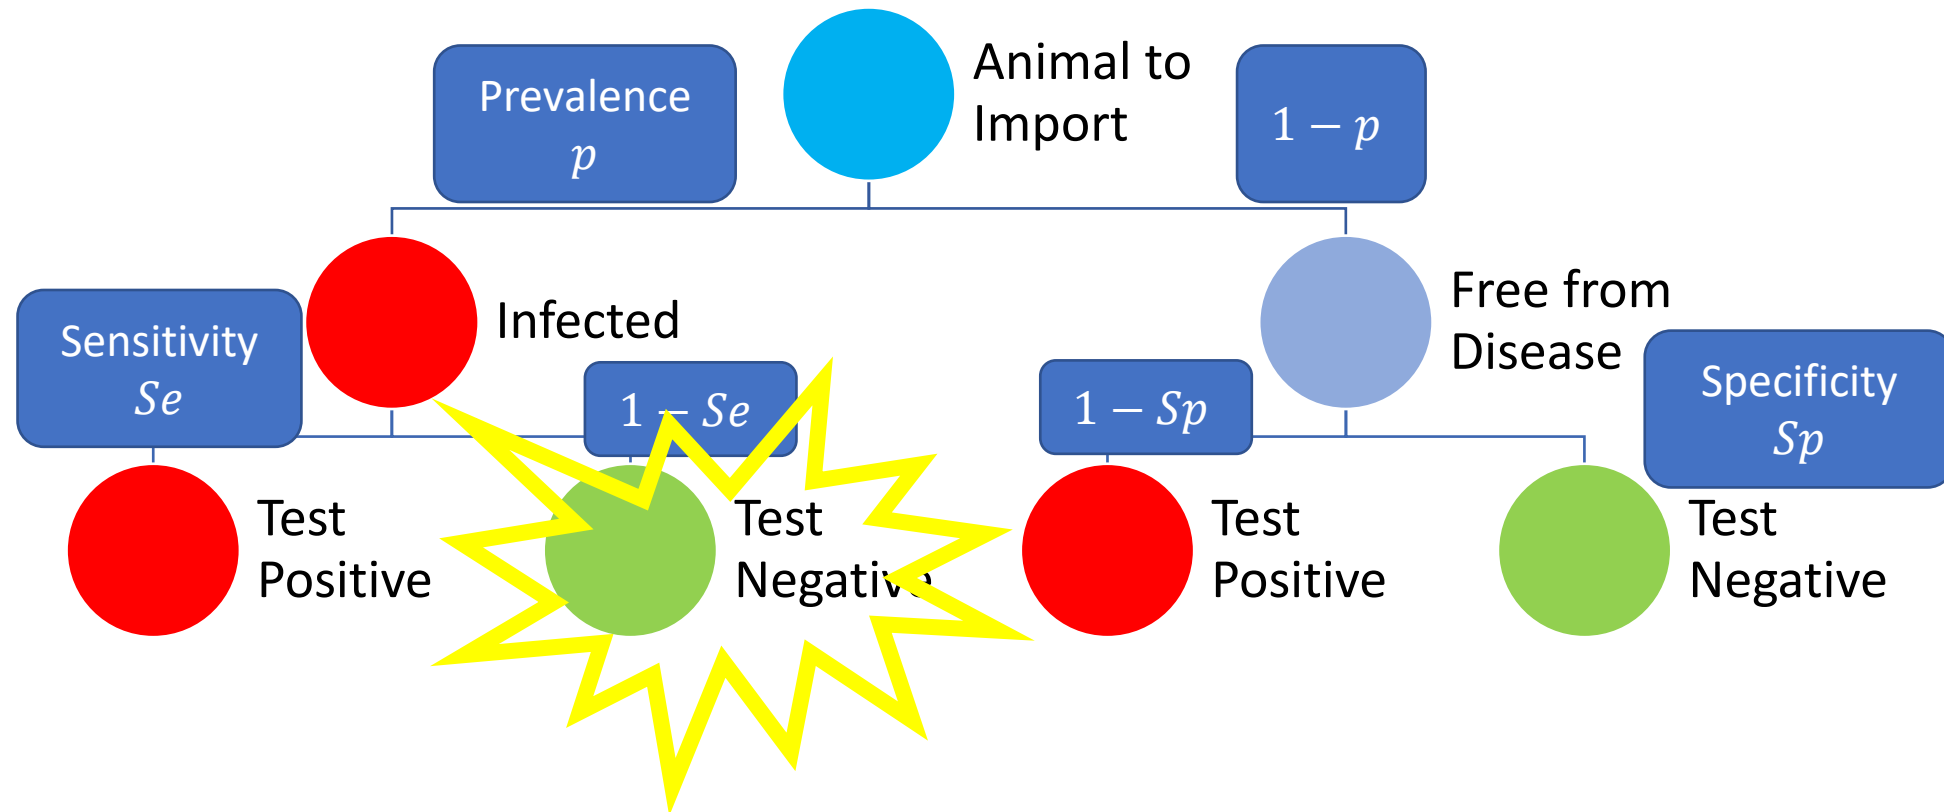 Prevalence
p
Animal to
Import
1 − p
Infected
Free from
Disease
Sensitivity
Se
1 − Se
1 − Sp
Specificity
Sp
Test
Positive
Test
Negative
Test
Positive
Test
Negative